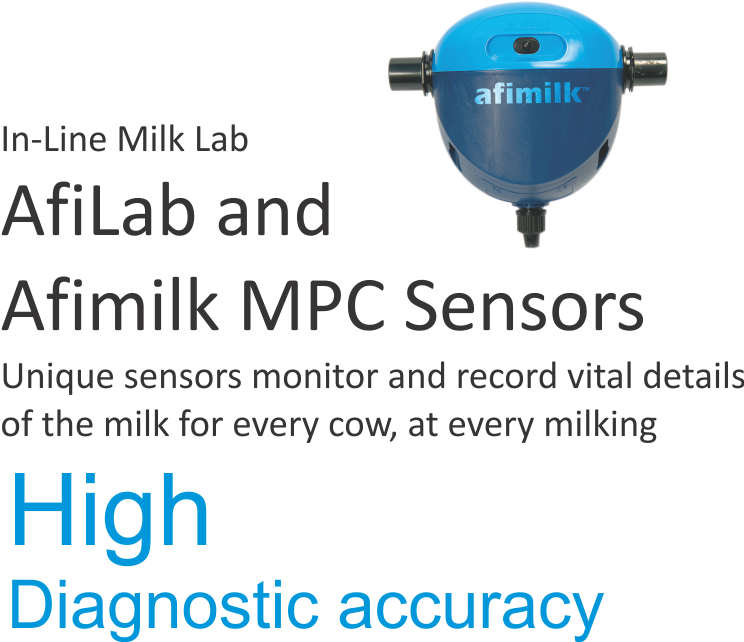 afimilk™
In-Line Milk Lab
AfiLab and
Afimilk MPC Sensors
Unique sensors monitor and record vital details
of the milk for every cow, at every milking
High
Diagnostic accuracy